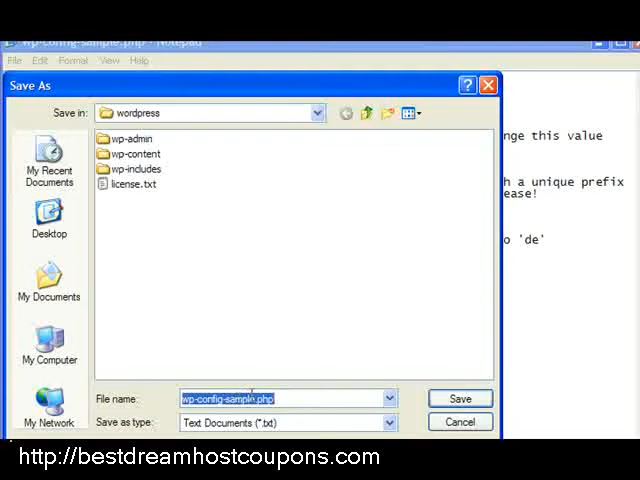 wp-config-sample.php - Notepad
File Edit Format View Help
Save As
Save in: wordpress
nge this value
wp-admin
wp-content
wp-includes
license.txt
h a unique prefix
ease!
o 'de'
My Recent
Documents
Desktop
My Documents
My Computer
My Network
File name: wp-config-sample.php Save
Save as type: Text Documents (*.txt) Cancel
http://bestdreamhostcoupons.com